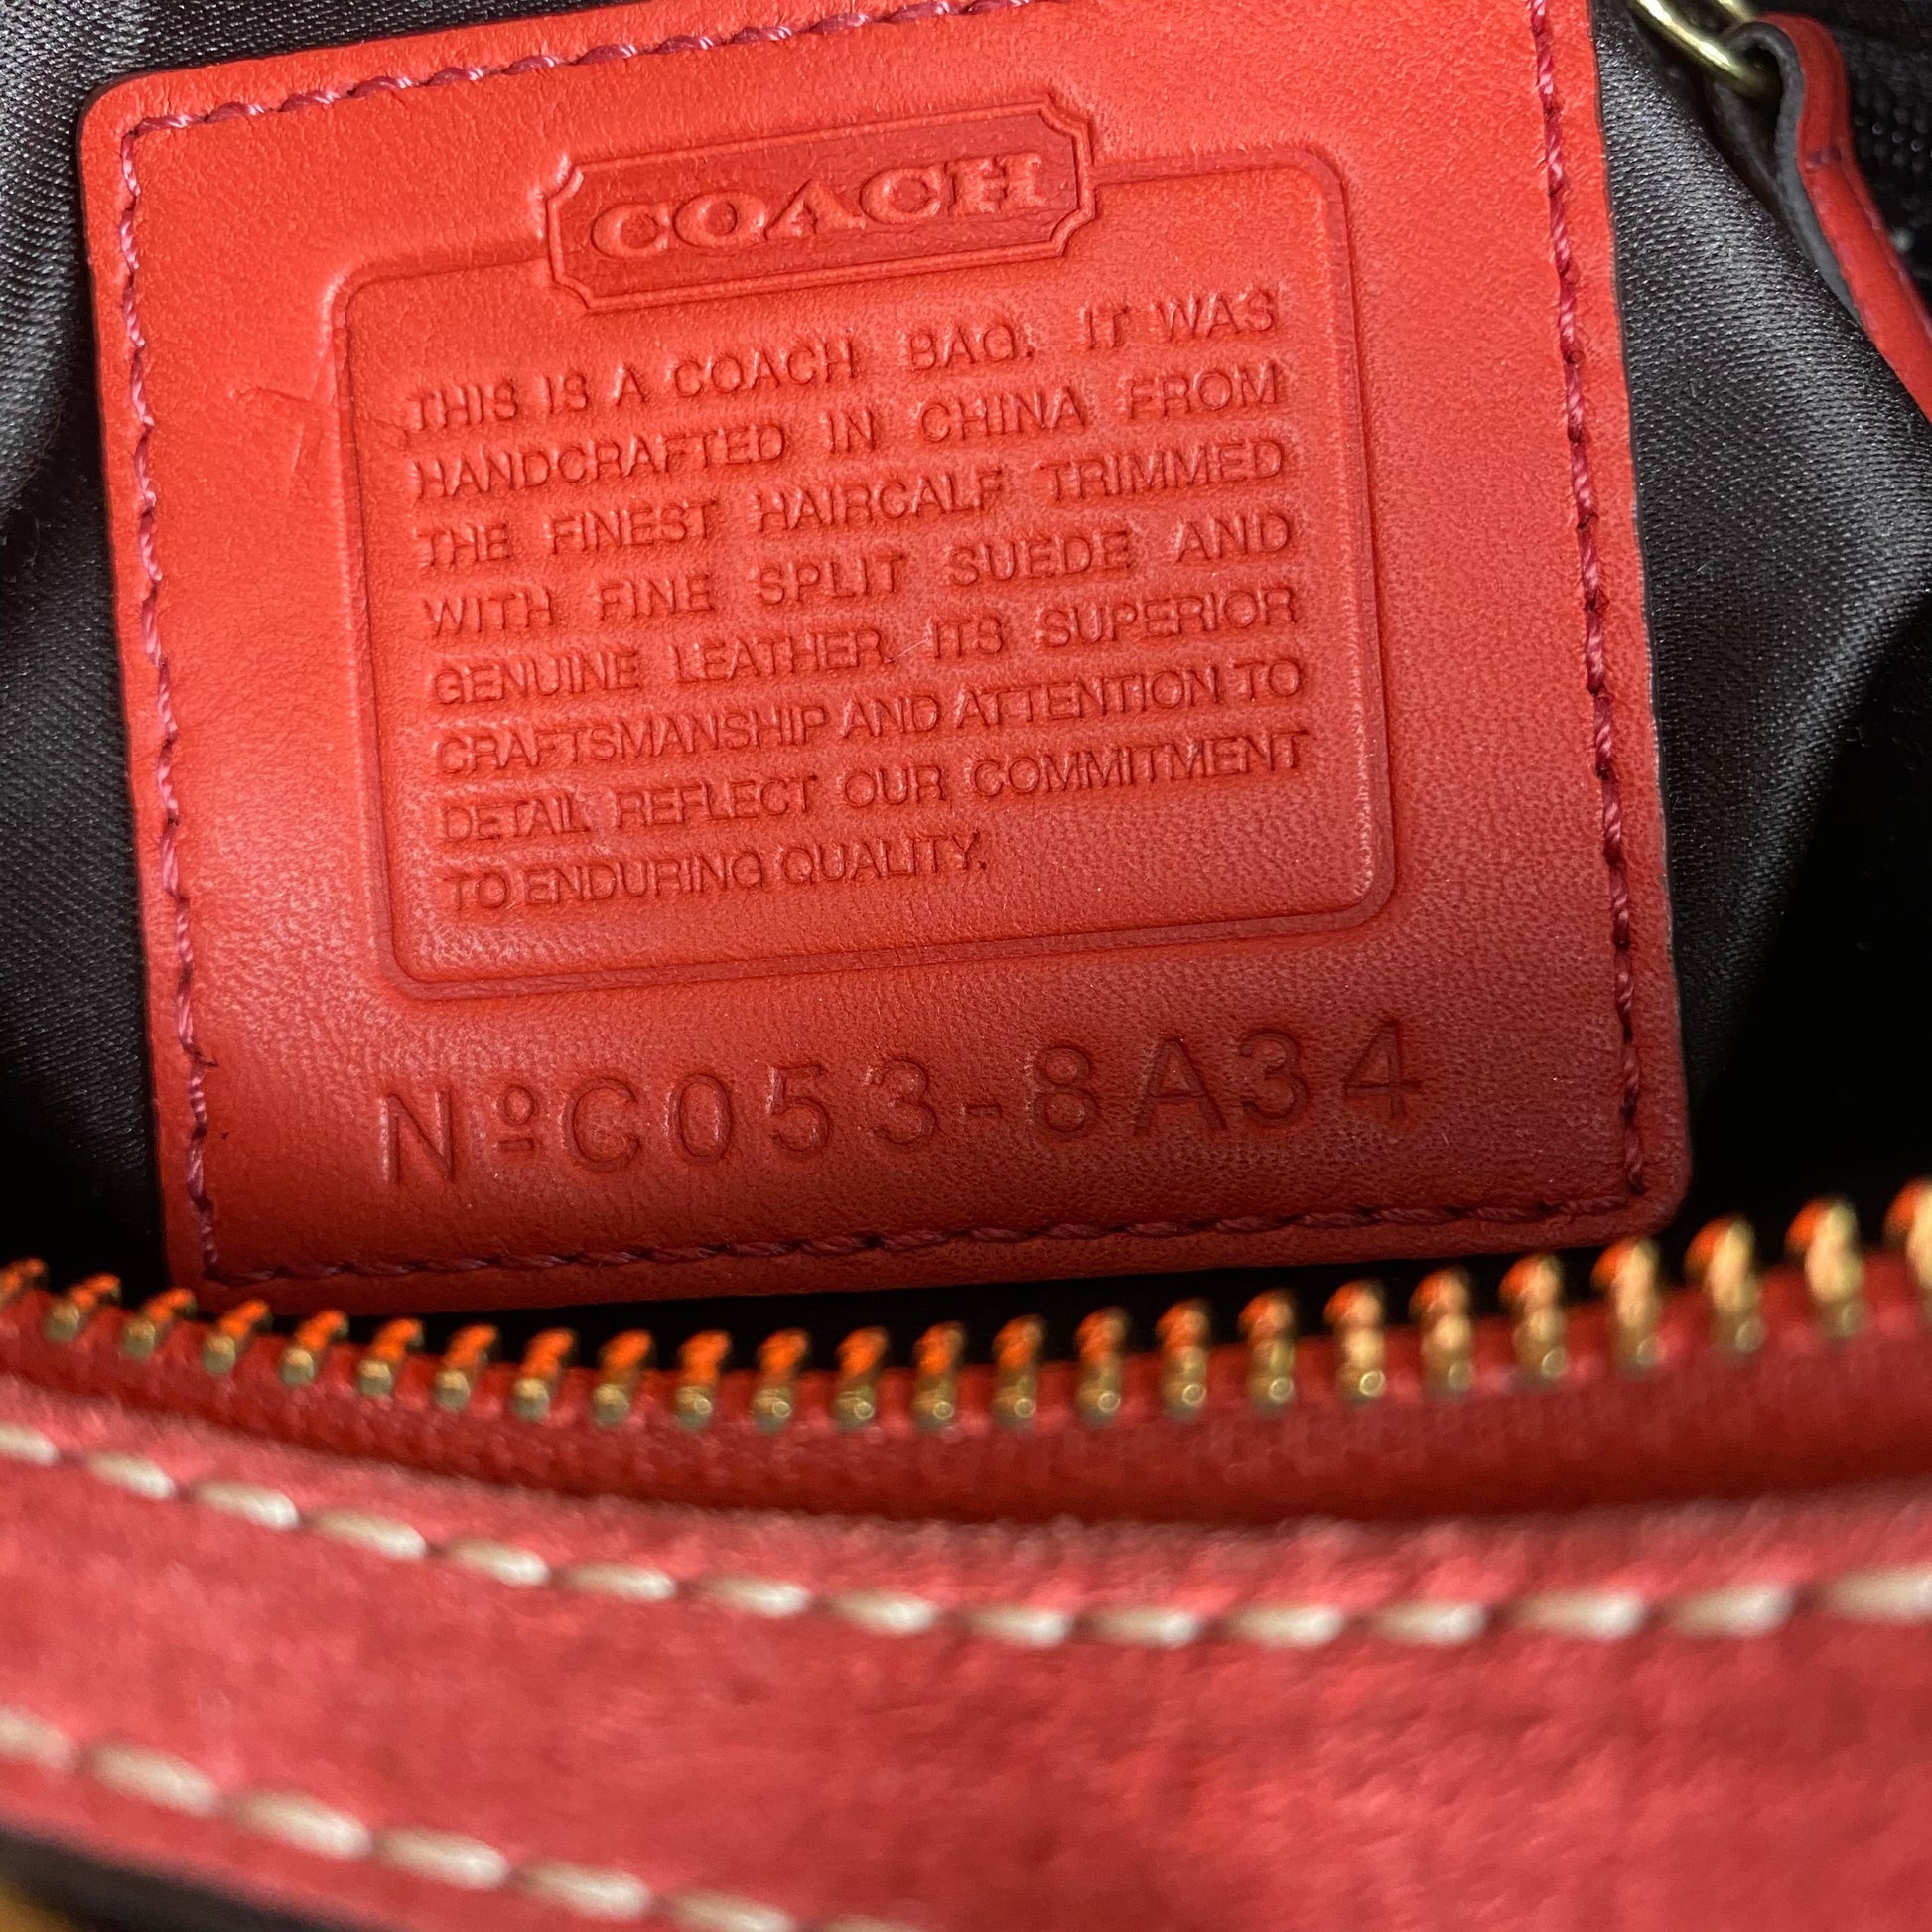 COACH
THIS IS A COACH BAG. IT WAS
HANDCRAFTED IN CHINA FROM
THE FINEST HAIRCALF TRIMMED
WITH FINE SPLIT SUEDE AND
GENUINE LEATHER. ITS SUPERIOR
CRAFTSMANSHIP AND ATTENTION TO
DETAIL REFLECT OUR COMMITMENT
TO ENDURING QUALITY.
Nº C053-8A34